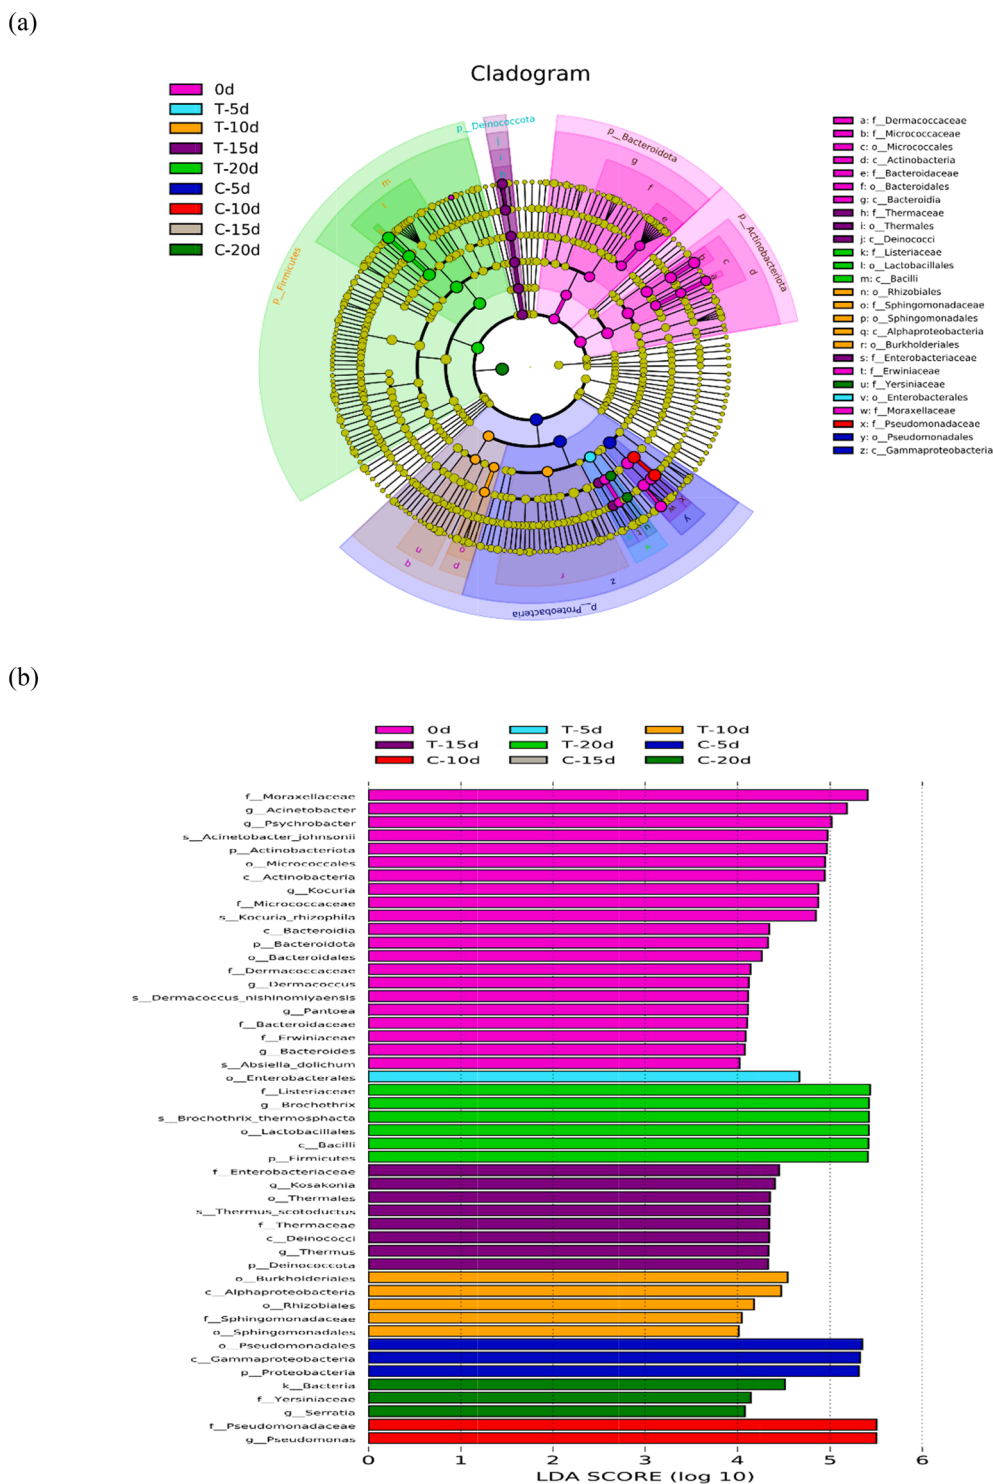 (a)
Cladogram
0d
T-5d
T-10d
T-15d
T-20d
C-5d
C-10d
C-15d
C-20d
p__Deinococcota
p__Bacteroidota
p__Actinobacteriota
p__Firmicutes
p__Proteobacteria
j
i
g
f
e
b
c
d
m
l
n
q
o
p
r
z
u
t
v
w
x
y
a: f__Dermacoccaceae
b: f__Micrococcaceae
c: o__Micrococcales
d: c__Actinobacteria
e: f__Bacteroidaceae
f: o__Bacteroidales
g: c__Bacteroidia
h: f__Thermaceae
i: o__Thermales
j: c__Deinococci
k: f__Listeriaceae
l: o__Lactobacillales
m: c__Bacilli
n: o__Rhizobiales
o: f__Sphingomonadaceae
p: o__Sphingomonadales
q: c__Alphaproteobacteria
r: o__Burkholderiales
s: f__Enterobacteriaceae
t: f__Erwiniaceae
u: f__Yersiniaceae
v: o__Enterobacterales
w: f__Moraxellaceae
x: f__Pseudomonadaceae
y: o__Pseudomonadales
z: c__Gammaproteobacteria
(b)
0d T-5d T-10d
T-15d T-20d C-5d
C-10d C-15d C-20d
f__Moraxellaceae
g__Acinetobacter
g__Psychrobacter
s__Acinetobacter_johnsonii
p__Actinobacteriota
o__Micrococcales
c__Actinobacteria
g__Kocuria
f__Micrococcaceae
s__Kocuria_rhizophila
c__Bacteroidia
p__Bacteroidota
o__Bacteroidales
f__Dermacoccaceae
g__Dermacoccus
s__Dermacoccus_nishinomiyaensis
g__Pantoea
f__Bacteroidaceae
f__Erwiniaceae
g__Bacteroides
s__Absiella_dolichum
o__Enterobacterales
f__Listeriaceae
g__Brochothrix
s__Brochothrix_thermosphacta
o__Lactobacillales
c__Bacilli
p__Firmicutes
f__Enterobacteriaceae
g__Kosakonia
o__Thermales
s__Thermus_scotoductus
f__Thermaceae
c__Deinococci
g__Thermus
p__Deinococcota
o__Burkholderiales
c__Alphaproteobacteria
o__Rhizobiales
f__Sphingomonadaceae
o__Sphingomonadales
o__Pseudomonadales
c__Gammaproteobacteria
p__Proteobacteria
k__Bacteria
f__Yersiniaceae
g__Serratia
f__Pseudomonadaceae
g__Pseudomonas
0 1 2 3 4 5 6
LDA SCORE (log 10)